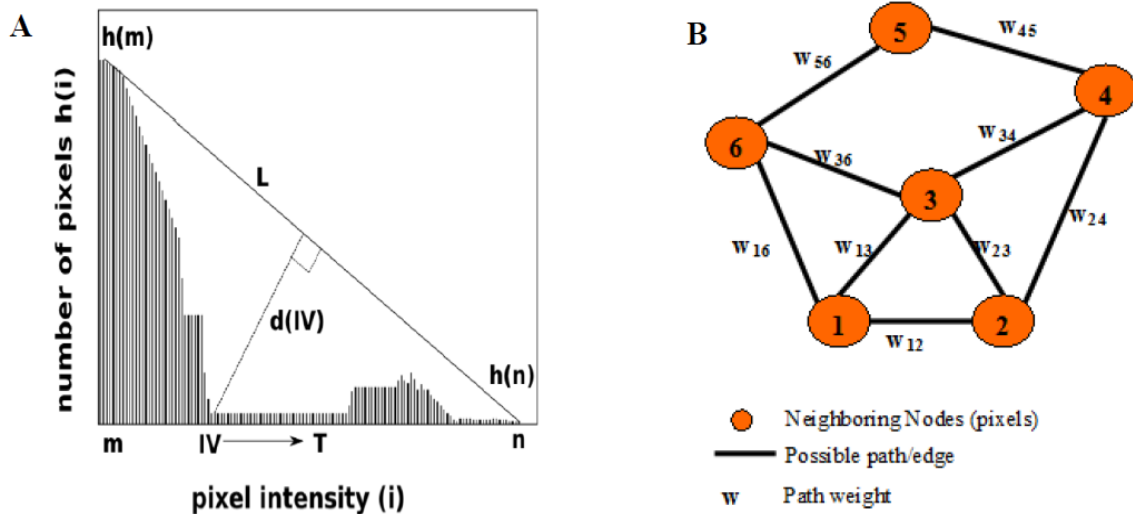 A
h(m)
number of pixels h(i)
L
d(IV)
h(n)
m IV T n
pixel intensity (i)
B
5
w45
w56
4
6
w36
w34
3
w16
w13
w23
w24
1
2
w12
Neighboring Nodes (pixels)
Possible path/edge
w Path weight